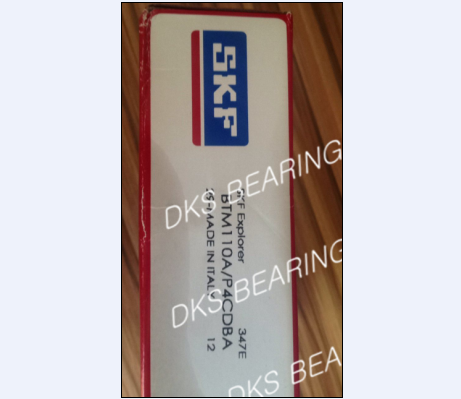 SKF
SKF Explorer 347E
BTM110A/P4CDBA
MADE IN ITALY 12
DKS BEARING
DKS BEARING
DKS BEA